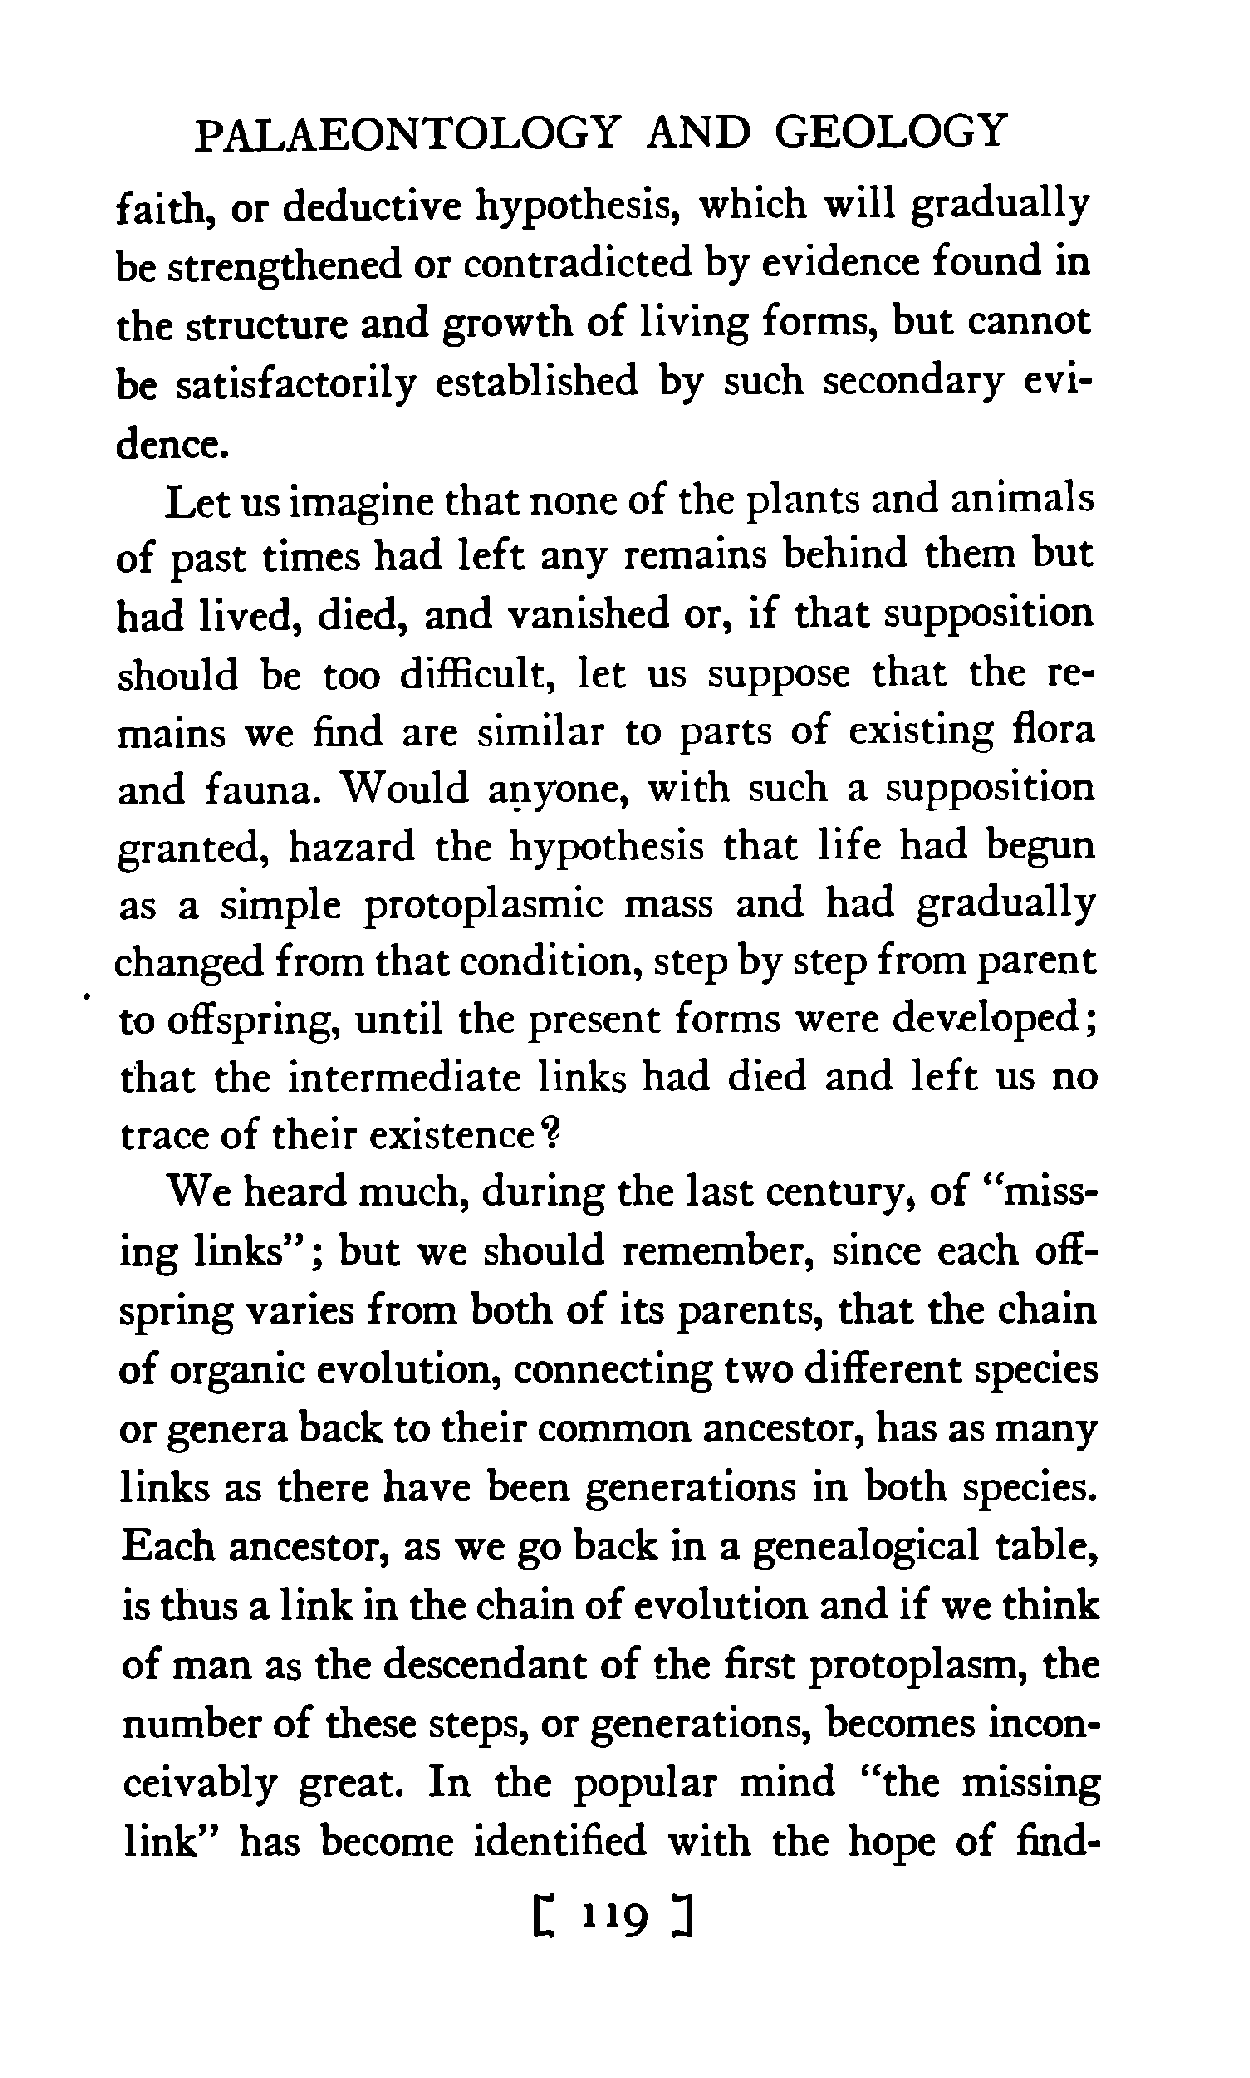 PALAEONTOLOGY AND GEOLOGY
faith, or deductive hypothesis, which will gradually
be strengthened or contradicted by evidence found in
the structure and growth of living forms, but cannot
be satisfactorily established by such secondary evi-
dence.
Let us imagine that none of the plants and animals
of past times had left any remains behind them but
had lived, died, and vanished or, if that supposition
should be too difficult, let us suppose that the re-
mains we find are similar to parts of existing flora
and fauna. Would anyone, with such a supposition
granted, hazard the hypothesis that life had begun
as a simple protoplasmic mass and had gradually
changed from that condition, step by step from parent
to offspring, until the present forms were developed;
that the intermediate links had died and left us no
trace of their existence?
We heard much, during the last century, of "miss-
ing links"; but we should remember, since each off-
spring varies from both of its parents, that the chain
of organic evolution, connecting two different species
or genera back to their common ancestor, has as many
links as there have been generations in both species.
Each ancestor, as we go back in a genealogical table,
is thus a link in the chain of evolution and if we think
of man as the descendant of the first protoplasm, the
number of these steps, or generations, becomes incon-
ceivably great. In the popular mind "the missing
link" has become identified with the hope of find-
[ 119 ]